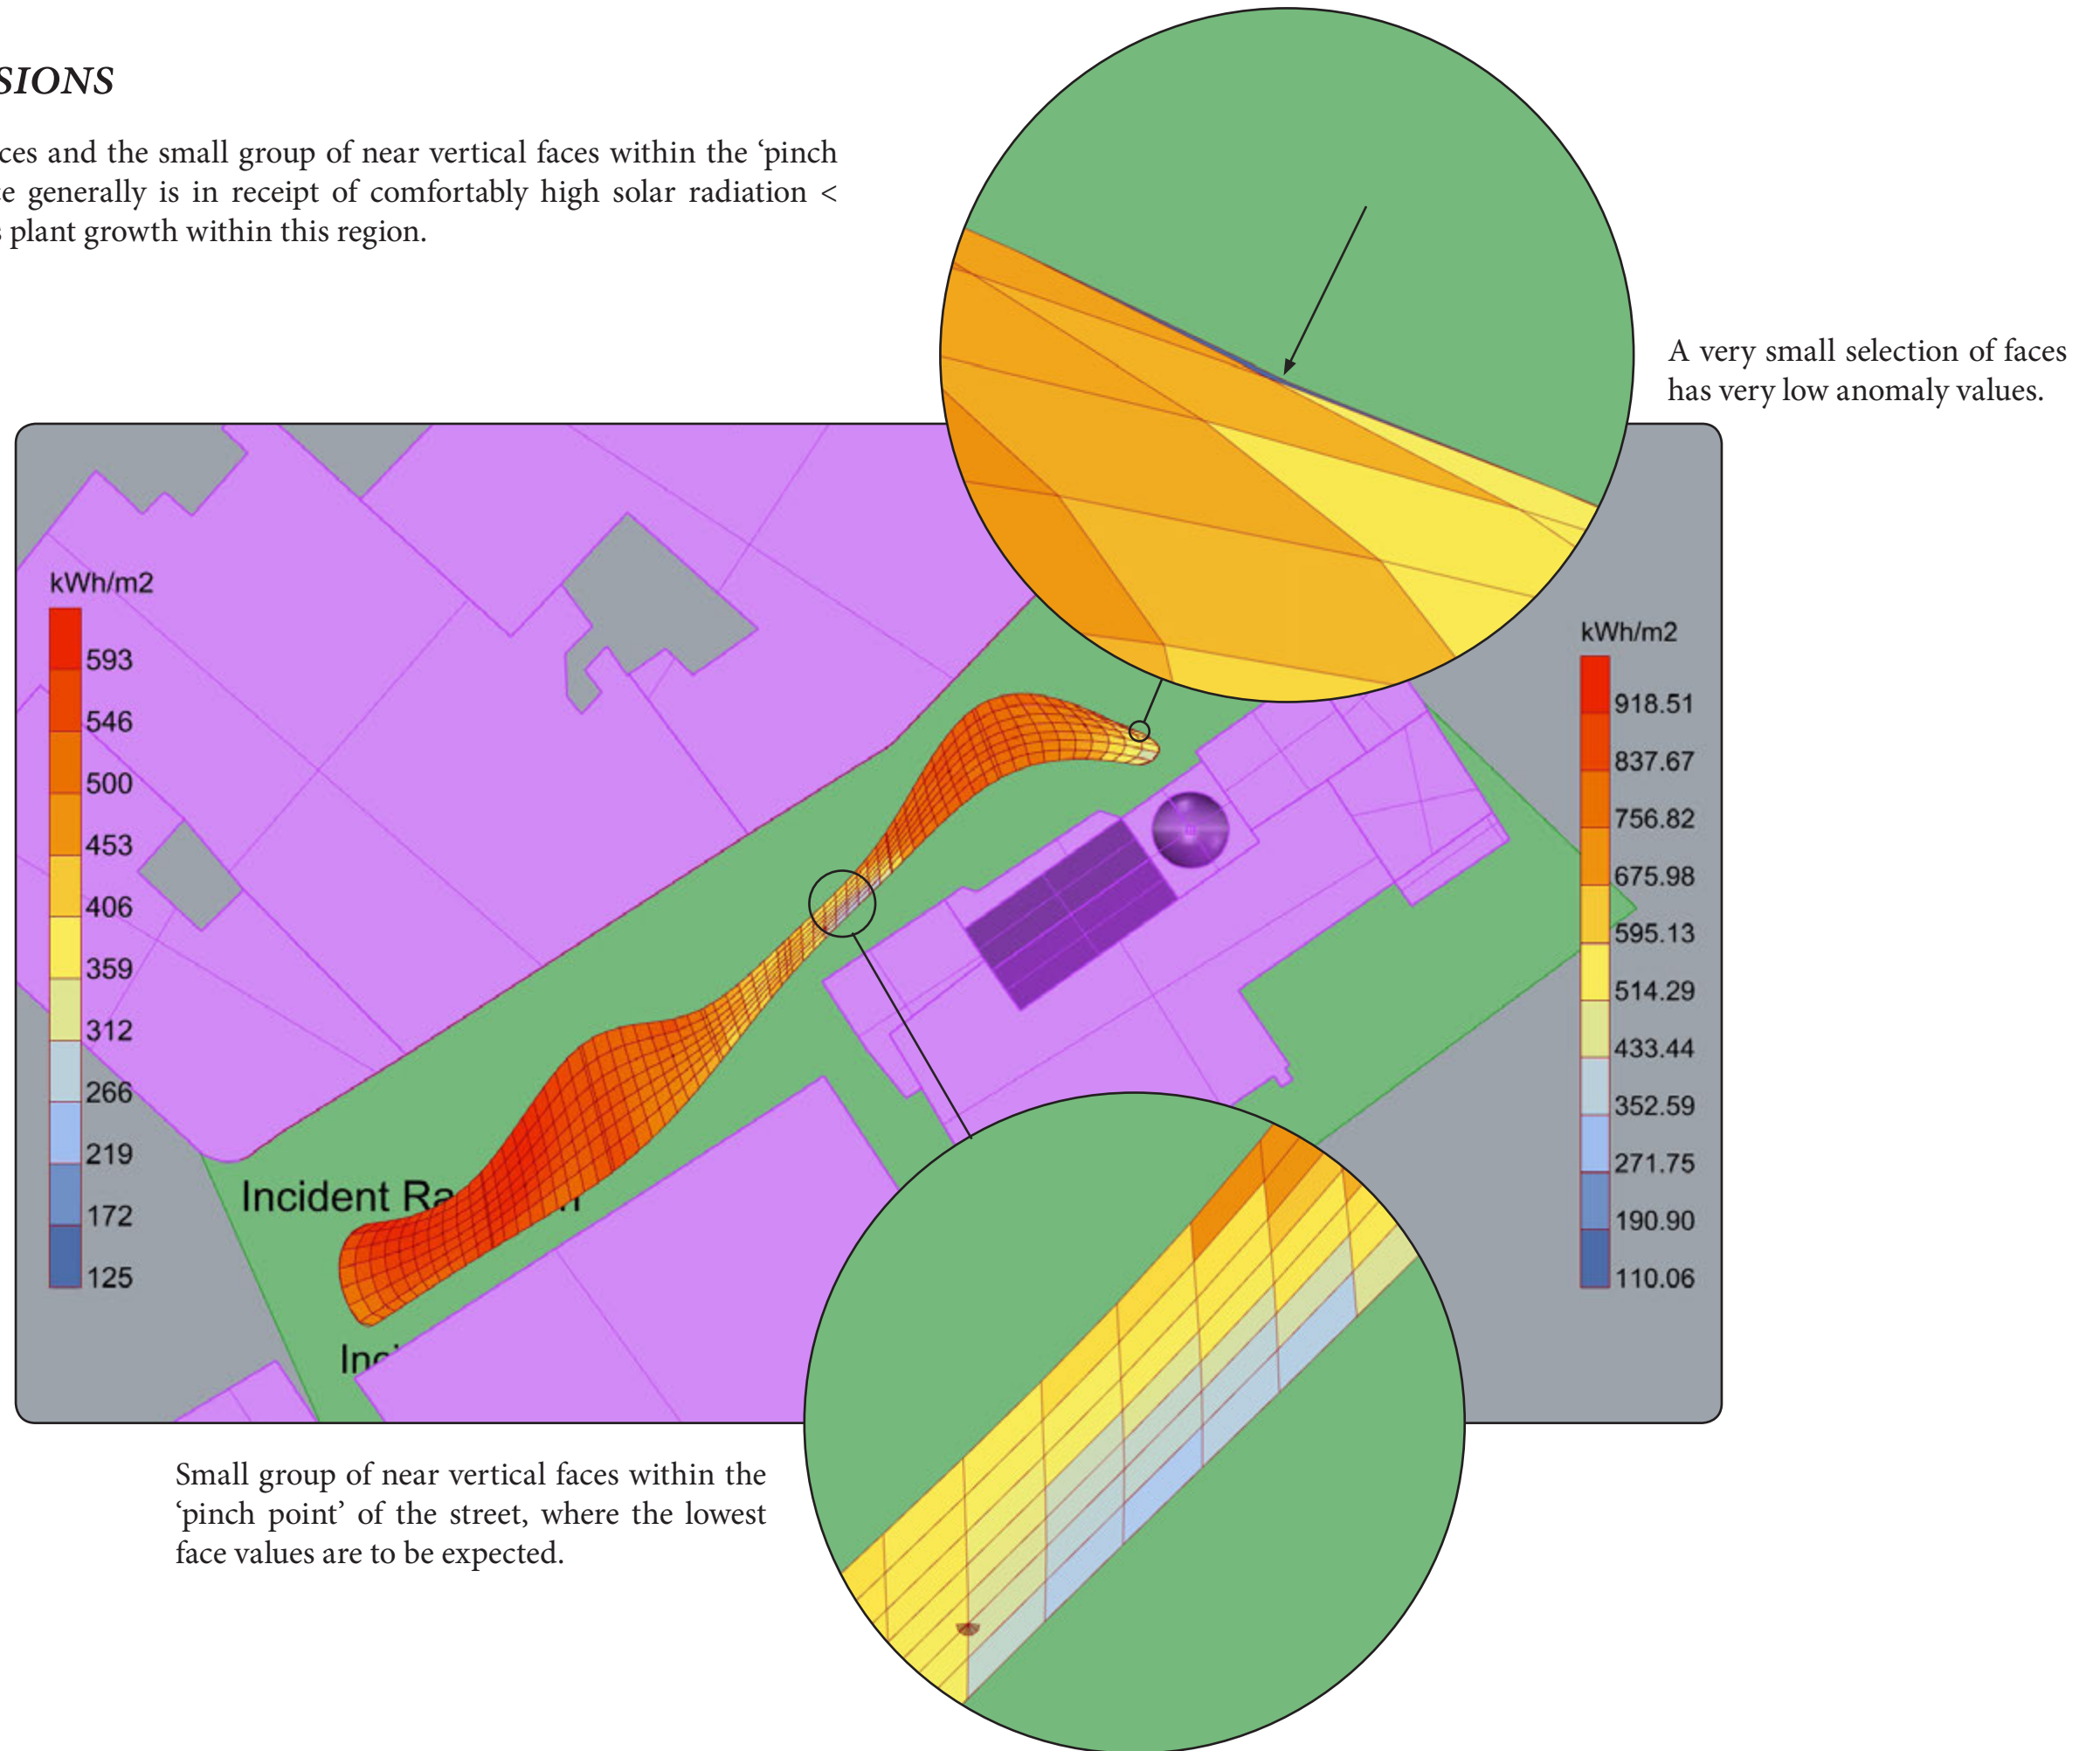 SIONS
ces and the small group of near vertical faces within the ‘pinch
e generally is in receipt of comfortably high solar radiation <
s plant growth within this region.
A very small selection of faces
has very low anomaly values.
kWh/m2
593
546
500
453
406
359
312
266
219
172
125
kWh/m2
918.51
837.67
756.82
675.98
595.13
514.29
433.44
352.59
271.75
190.90
110.06
Incident Ra
Small group of near vertical faces within the
‘pinch point’ of the street, where the lowest
face values are to be expected.